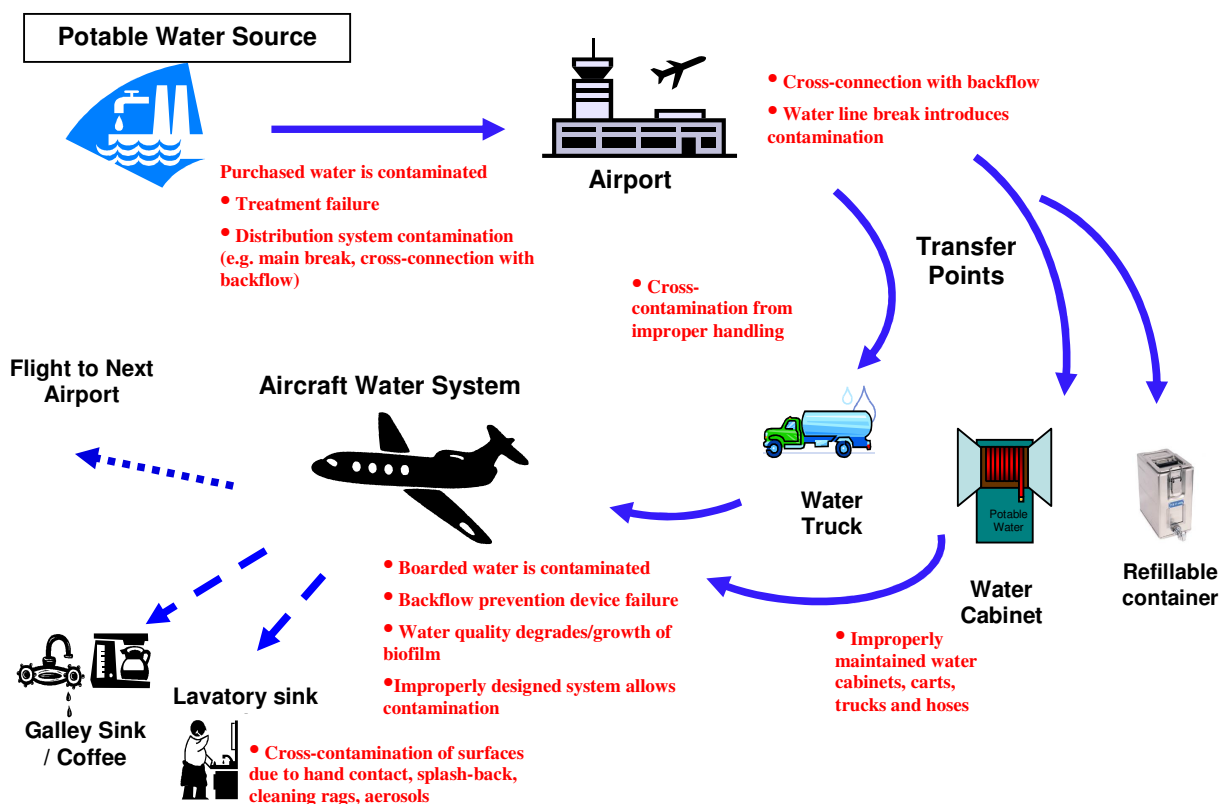 Potable Water Source
Airport
• Cross-connection with backflow
• Water line break introduces
contamination
Purchased water is contaminated
• Treatment failure
• Distribution system contamination
(e.g. main break, cross-connection with
backflow)
Transfer
Points
• Cross-
contamination from
improper handling
Flight to Next
Airport
Aircraft Water System
Water
Truck
Potable
Water
Water
Cabinet
Refillable
container
• Boarded water is contaminated
• Backflow prevention device failure
• Water quality degrades/growth of
biofilm
•Improperly designed system allows
contamination
• Improperly
maintained water
cabinets, carts,
trucks and hoses
Galley Sink
/ Coffee
Lavatory sink
• Cross-contamination of surfaces
due to hand contact, splash-back,
cleaning rags, aerosols